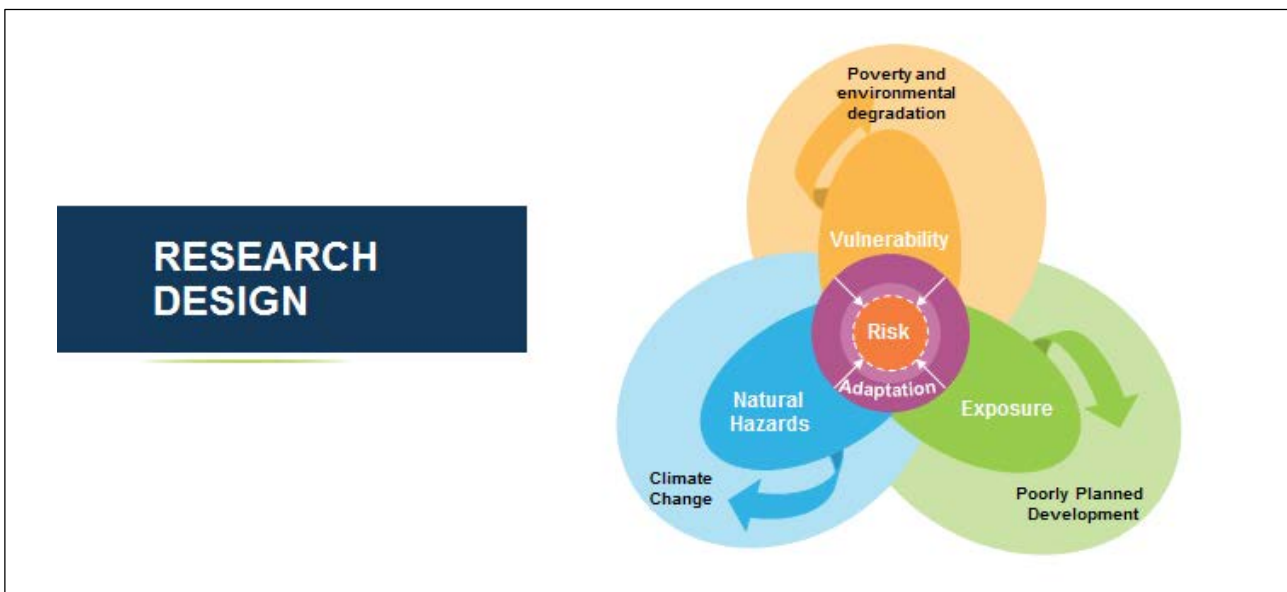 RESEARCH
DESIGN
Poverty and
environmental
degradation
Vulnerability
Risk
Adaptation
Natural
Hazards
Exposure
Climate
Change
Poorly Planned
Development